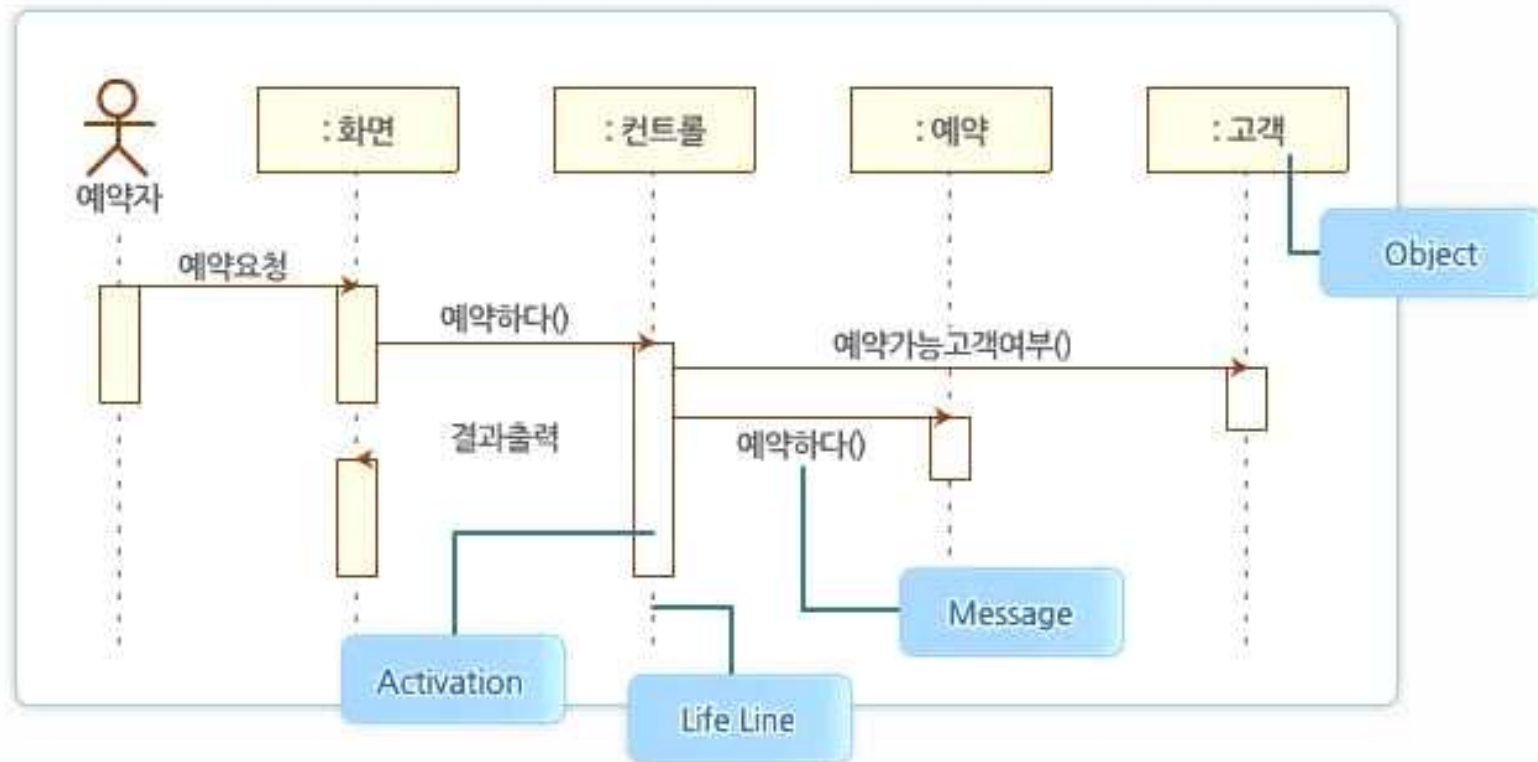 : 화면
: 컨트롤
: 예약
: 고객
예약자
Object
예약요청
예약하다()
예약가능고객여부()
결과출력
예약하다()
Message
Activation
Life Line